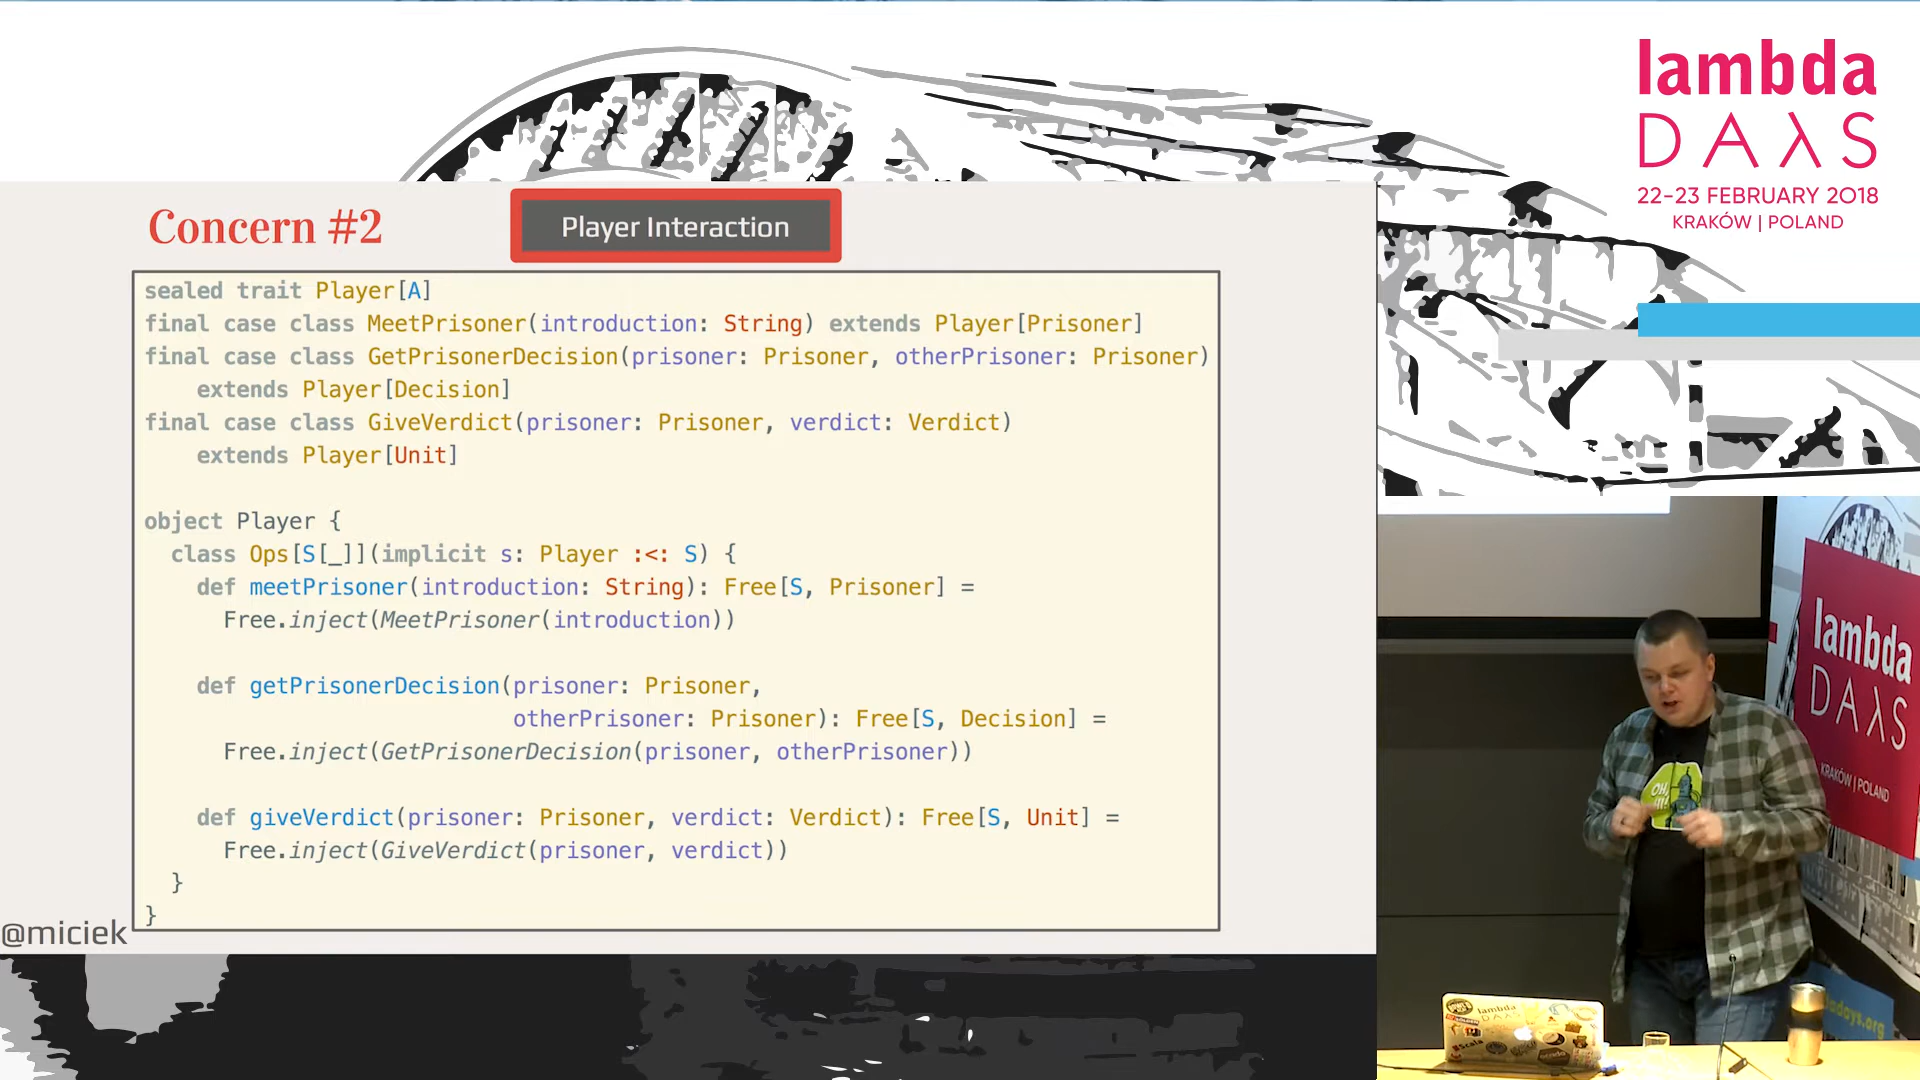 lambda
DAλS
22-23 FEBRUARY 2018
KRAKÓW | POLAND
Concern #2
Player Interaction
sealed trait Player[A]
final case class MeetPrisoner(introduction: String) extends Player[Prisoner]
final case class GetPrisonerDecision(prisoner: Prisoner, otherPrisoner: Prisoner)
    extends Player[Decision]
final case class GiveVerdict(prisoner: Prisoner, verdict: Verdict)
    extends Player[Unit]
object Player {
  class Ops[S[_]](implicit s: Player :<: S) {
    def meetPrisoner(introduction: String): Free[S, Prisoner] =
      Free.inject(MeetPrisoner(introduction))
    def getPrisonerDecision(prisoner: Prisoner,
                            otherPrisoner: Prisoner): Free[S, Decision] =
      Free.inject(GetPrisonerDecision(prisoner, otherPrisoner))
    def giveVerdict(prisoner: Prisoner, verdict: Verdict): Free[S, Unit] =
      Free.inject(GiveVerdict(prisoner, verdict))
  }
}
@miciek
lambda
DAλS
KRAKÓW | POLAND
OH
lambda
DAλS
Scala